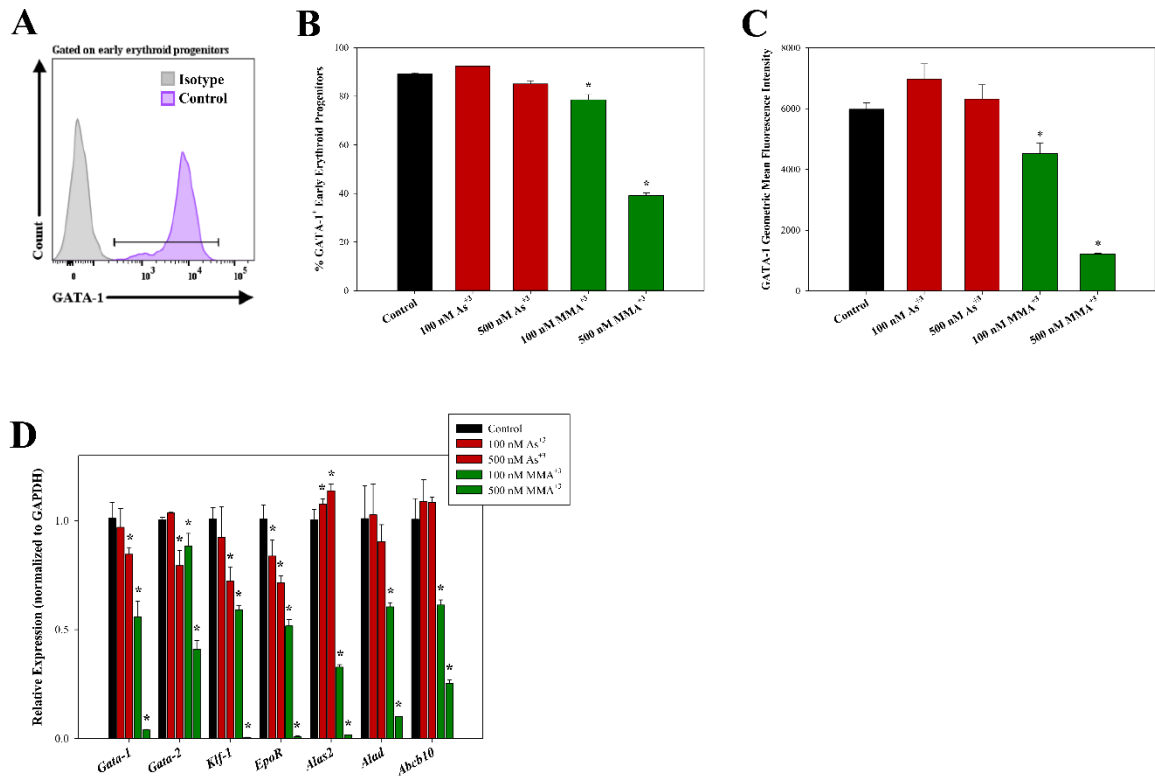 A
Gated on early erythroid progenitors
Isotype
Control
Count
0
10³
10⁴
10⁵
GATA-1
B
% GATA-1⁺ Early Erythroid Progenitors
100
80
60
40
20
0
*
*
Control
100 nM As⁺³
500 nM As⁺³
100 nM MMA⁺³
500 nM MMA⁺³
C
GATA-1 Geometric Mean Fluorescence Intensity
8000
6000
4000
2000
0
*
*
Control
100 nM As⁺³
500 nM As⁺³
100 nM MMA⁺³
500 nM MMA⁺³
D
Control
100 nM As⁺³
500 nM As⁺³
100 nM MMA⁺³
500 nM MMA⁺³
Relative Expression (normalized to GAPDH)
1.0
0.5
0.0
* * *
* * *
* * *
* * * *
* * * *
* *
* *
Gata-1
Gata-2
Klf-1
EpoR
Alas2
Alad
Abcb10